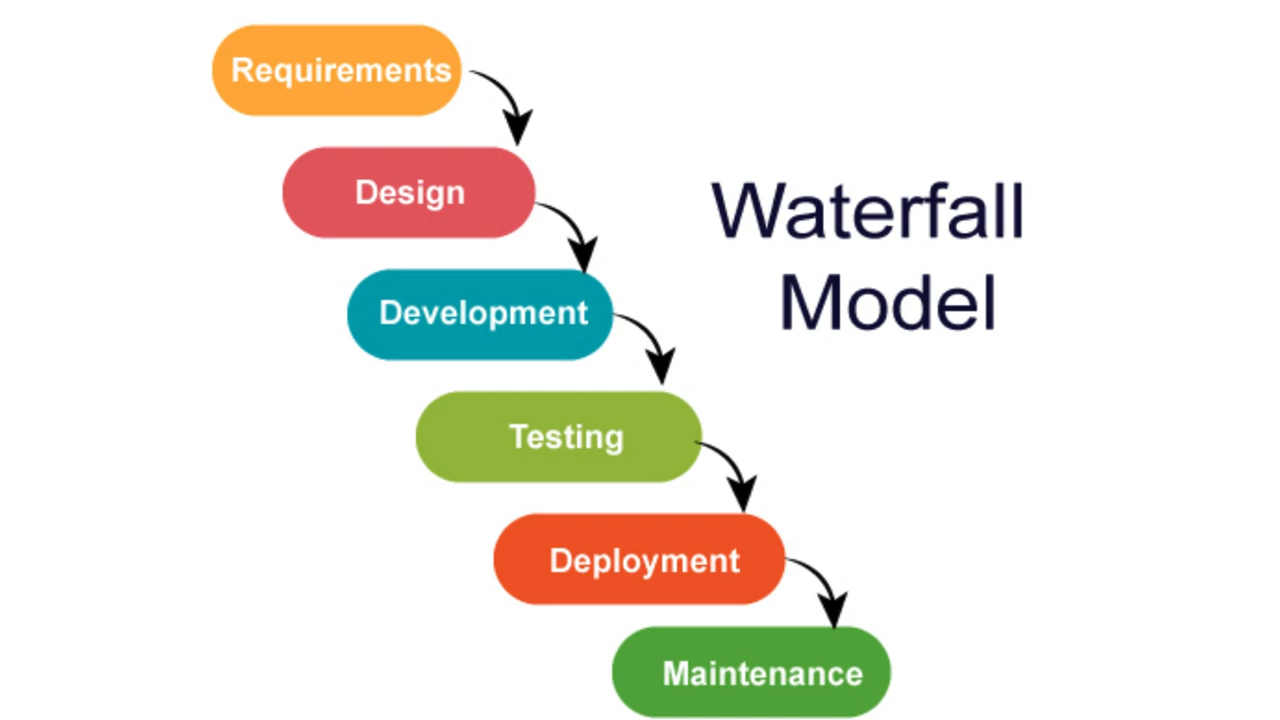 Requirements
Design
Waterfall
Model
Development
Testing
Deployment
Maintenance